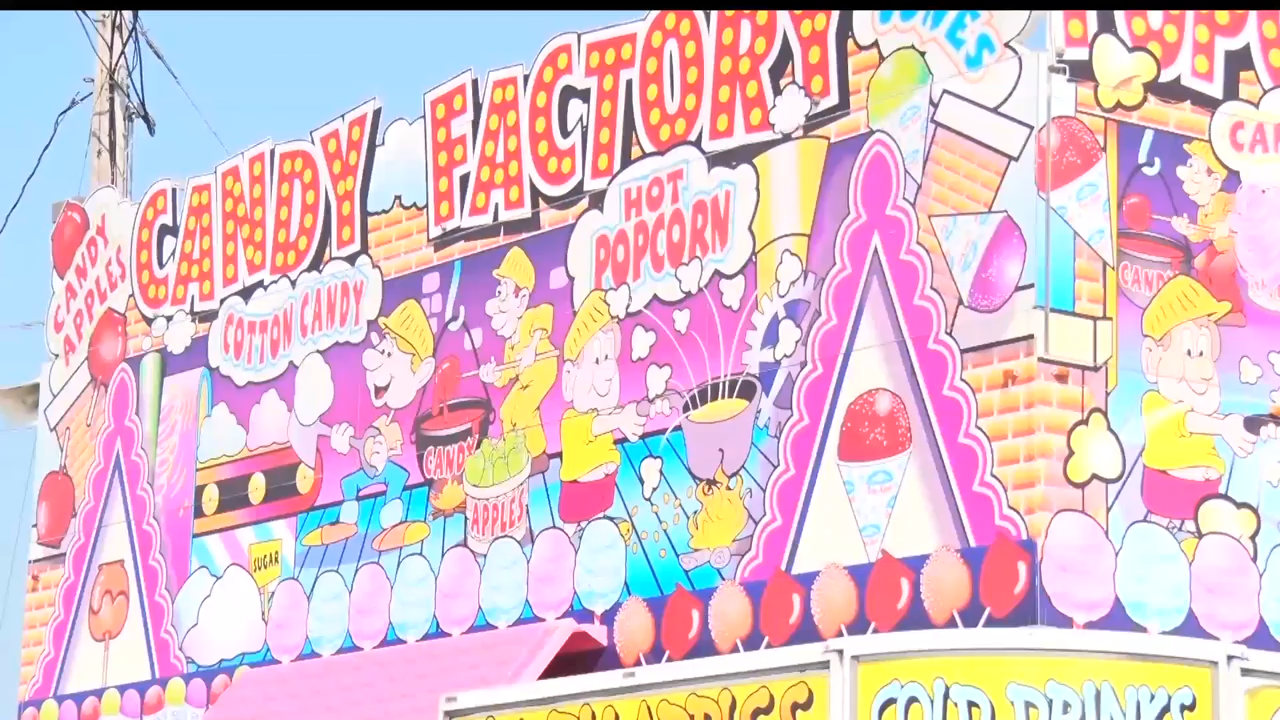 CANDY FACTORY
CANDY APPLES
COTTON CANDY
HOT POPCORN
CANDY
APPLES
SUGAR
CANDY
COLD DRINKS